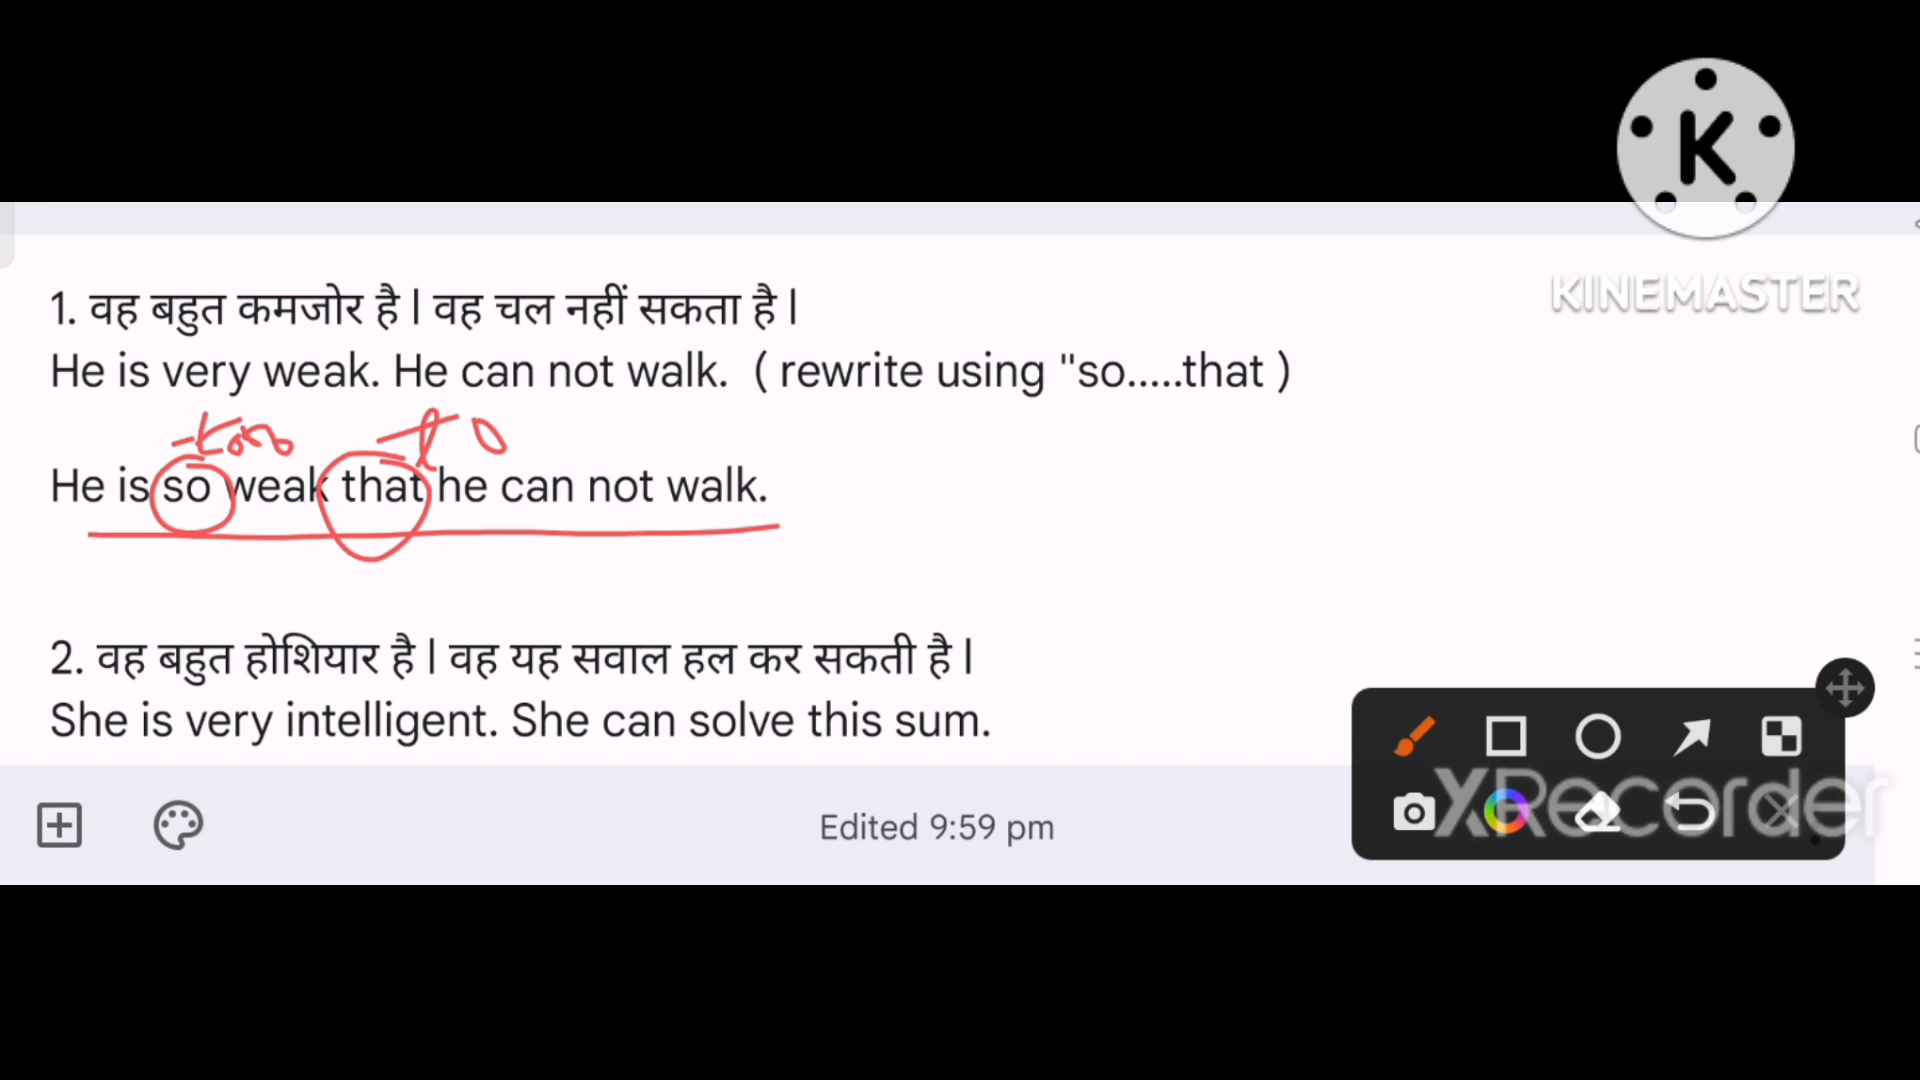 K
KINEMASTER
1. वह बहुत कमजोर है l वह चल नहीं सकता है l
He is very weak. He can not walk. ( rewrite using "so.....that )
too to
He is so weak that he can not walk.
2. वह बहुत होशियार है l वह यह सवाल हल कर सकती है l
She is very intelligent. She can solve this sum.
Edited 9:59 pm
XRecorder